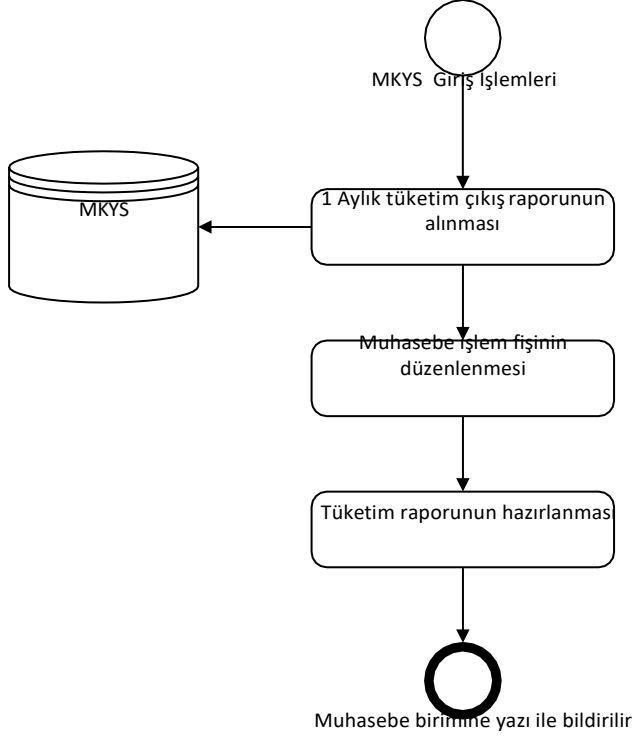 MKYS Giriş İşlemleri
MKYS
1 Aylık tüketim çıkış raporunun
alınması
Muhasebe işlem fişinin
düzenlenmesi
Tüketim raporunun hazırlanması
Muhasebe birimine yazı ile bildirilir